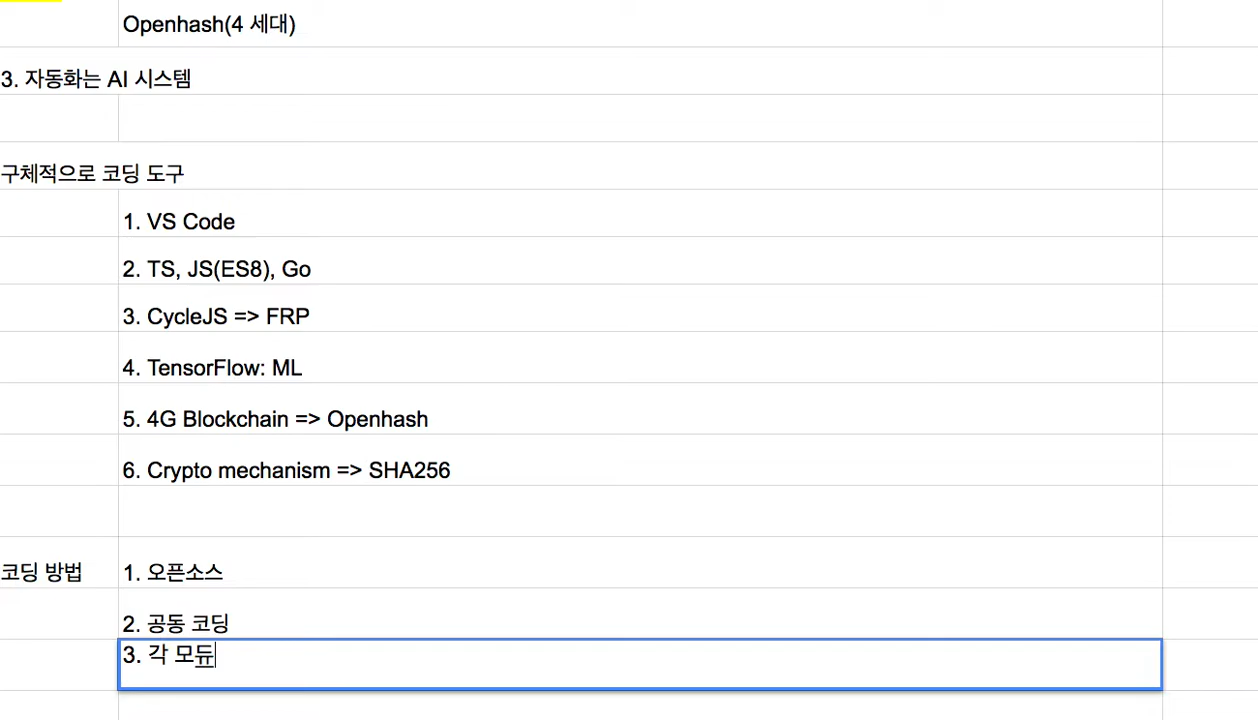 Openhash(4 세대)
3. 자동화는 AI 시스템
구체적으로 코딩 도구
1. VS Code
2. TS, JS(ES8), Go
3. CycleJS => FRP
4. TensorFlow: ML
5. 4G Blockchain => Openhash
6. Crypto mechanism => SHA256
코딩 방법 1. 오픈소스
2. 공동 코딩
3. 각 모듀